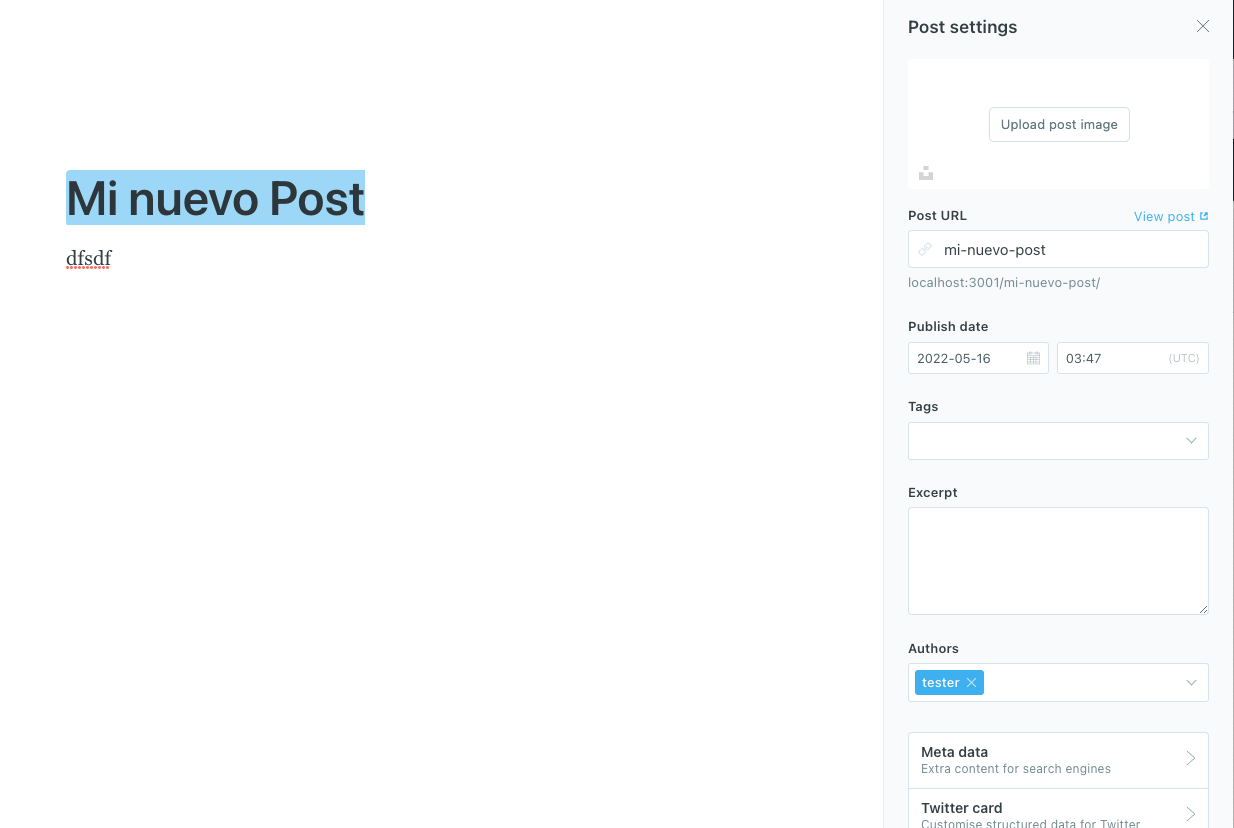 Post settings
Upload post image
Mi nuevo Post
dfsdf
Post URL
View post
mi-nuevo-post
localhost:3001/mi-nuevo-post/
Publish date
2022-05-16
03:47
(UTC)
Tags
Excerpt
Authors
tester
Meta data
Extra content for search engines
Twitter card
Customise structured data for Twitter